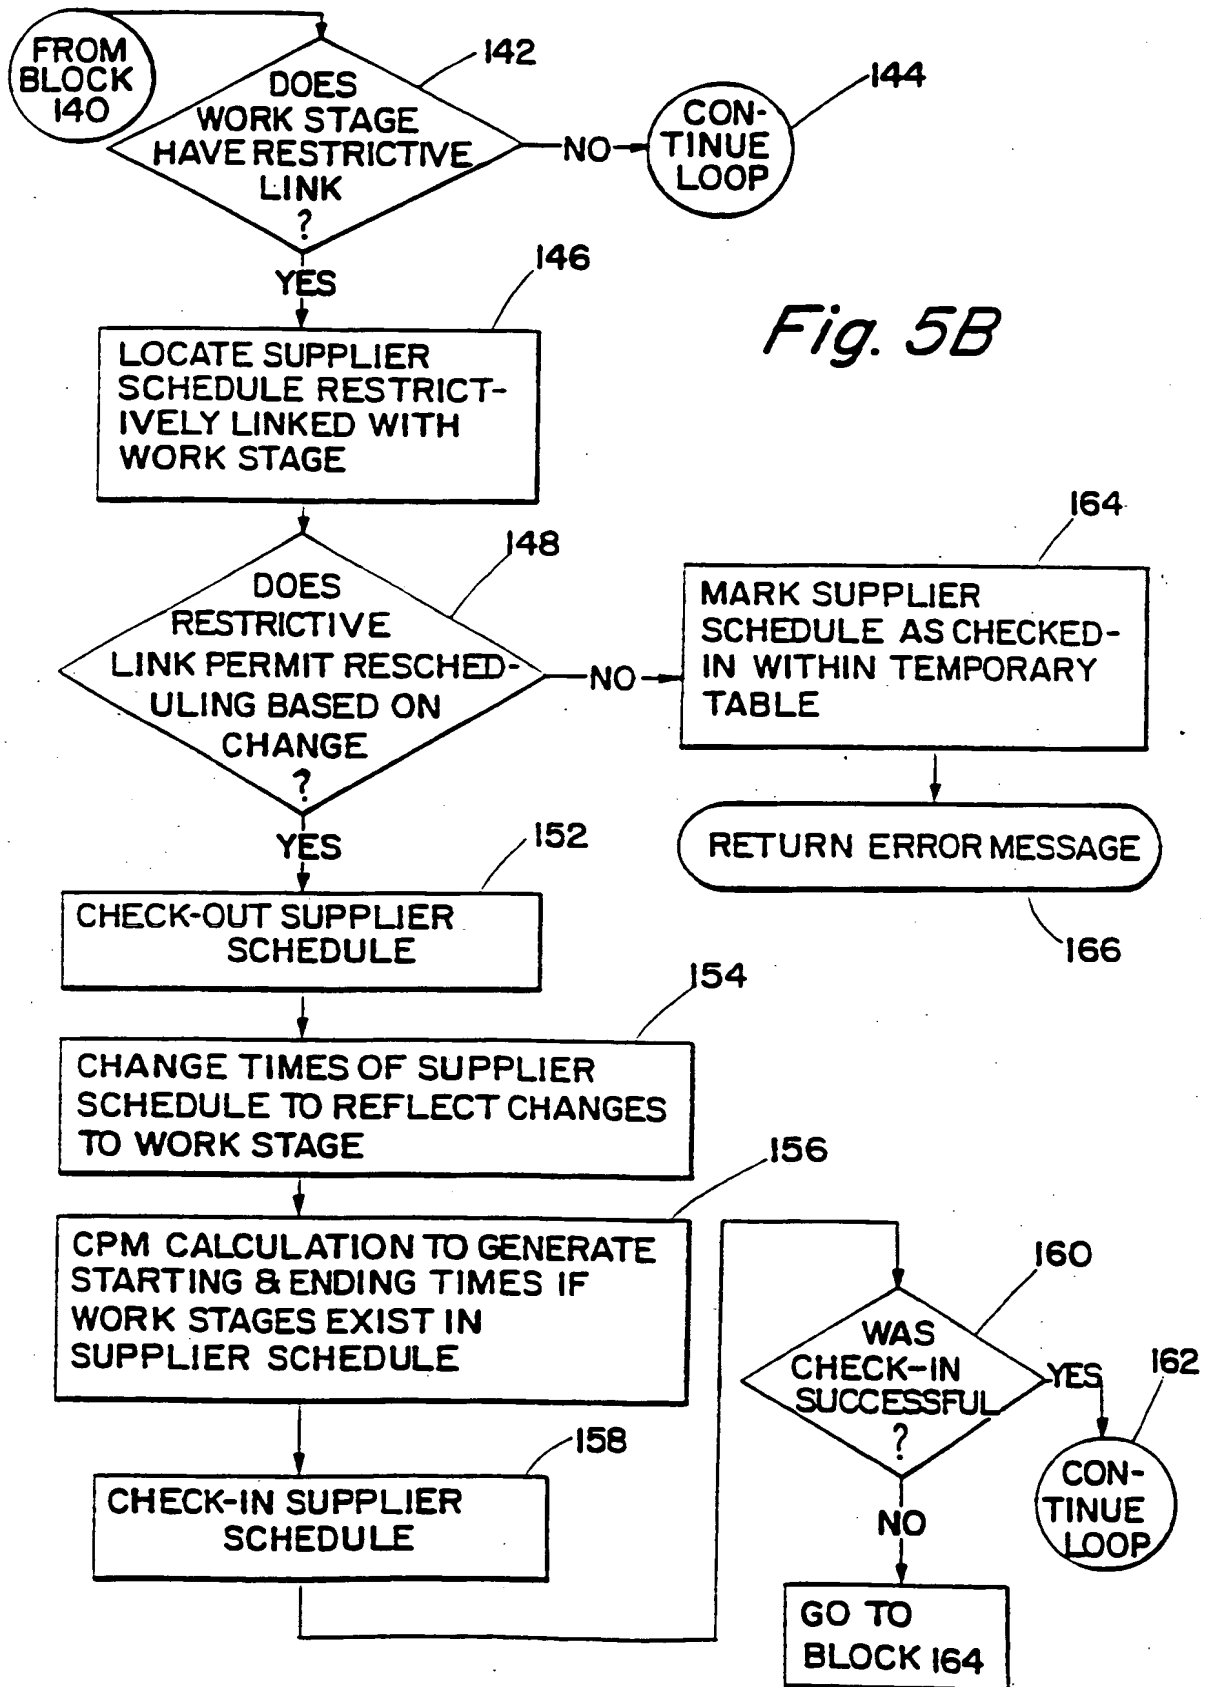 FROM
BLOCK
140
142
DOES
WORK STAGE
HAVE RESTRICTIVE
LINK
?
NO
CON-
TINUE
LOOP
144
YES
146
LOCATE SUPPLIER
SCHEDULE RESTRICT-
IVELY LINKED WITH
WORK STAGE
Fig. 5B
148
DOES
RESTRICTIVE
LINK PERMIT RESCHED-
ULING BASED ON
CHANGE
?
NO
164
MARK SUPPLIER
SCHEDULE AS CHECKED-
IN WITHIN TEMPORARY
TABLE
RETURN ERROR MESSAGE
166
YES
152
CHECK-OUT SUPPLIER
SCHEDULE
154
CHANGE TIMES OF SUPPLIER
SCHEDULE TO REFLECT CHANGES
TO WORK STAGE
156
CPM CALCULATION TO GENERATE
STARTING & ENDING TIMES IF
WORK STAGES EXIST IN
SUPPLIER SCHEDULE
158
CHECK-IN SUPPLIER
SCHEDULE
160
WAS
CHECK-IN
SUCCESSFUL
?
YES
162
CON-
TINUE
LOOP
NO
GO TO
BLOCK 164